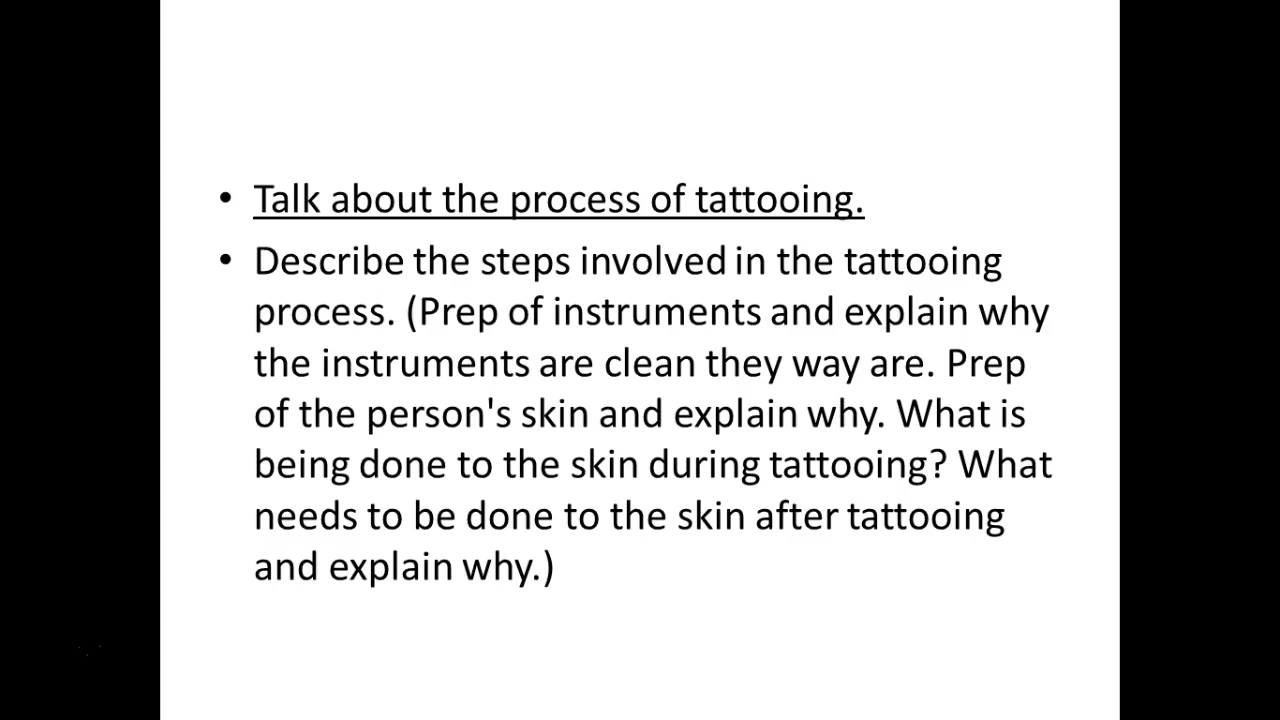 • Talk about the process of tattooing.
• Describe the steps involved in the tattooing
process. (Prep of instruments and explain why
the instruments are clean they way are. Prep
of the person's skin and explain why. What is
being done to the skin during tattooing? What
needs to be done to the skin after tattooing
and explain why.)